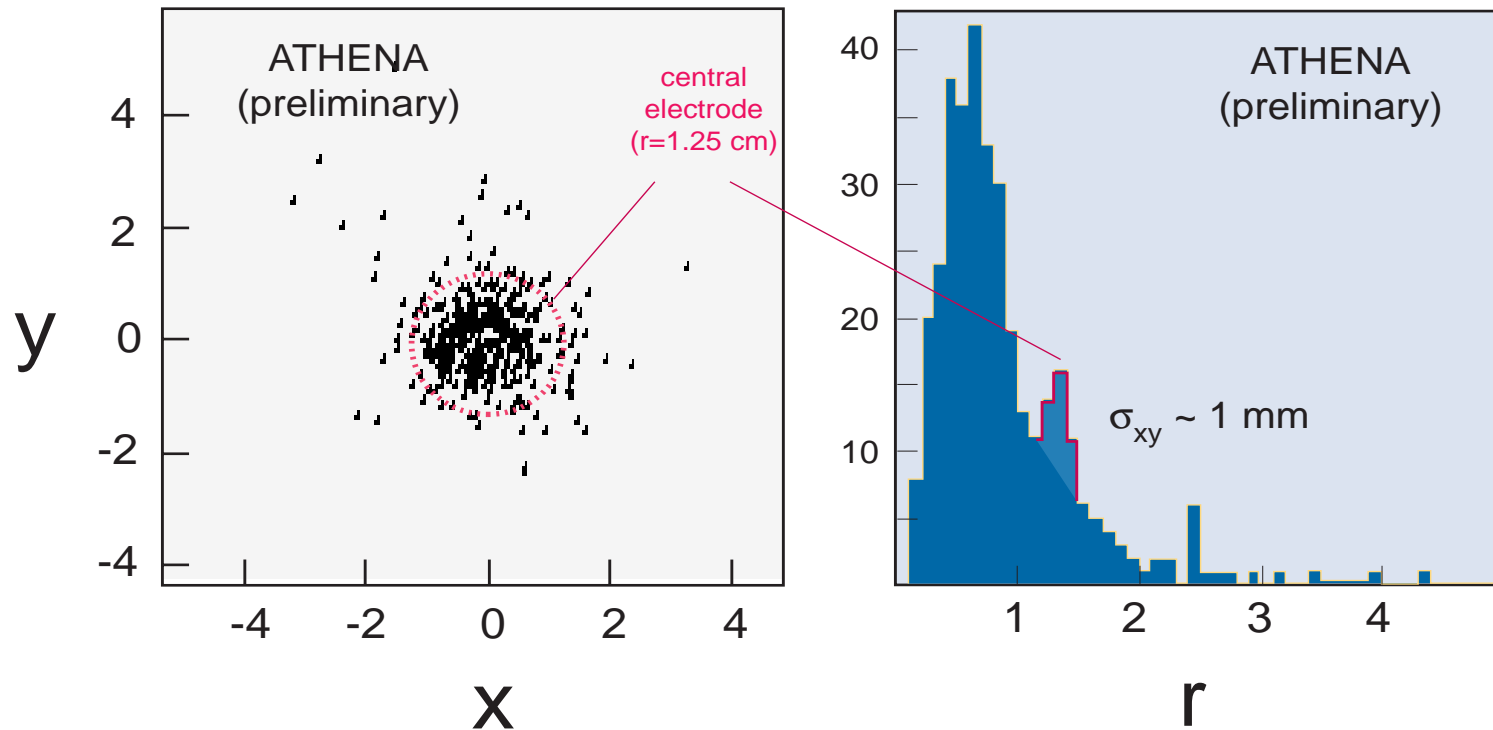 ATHENA
(preliminary)
central
electrode
(r=1.25 cm)
4
2
0
-2
-4
y
-4
-2
0
2
4
x
ATHENA
(preliminary)
40
30
20
10
σxy ~ 1 mm
1
2
3
4
r